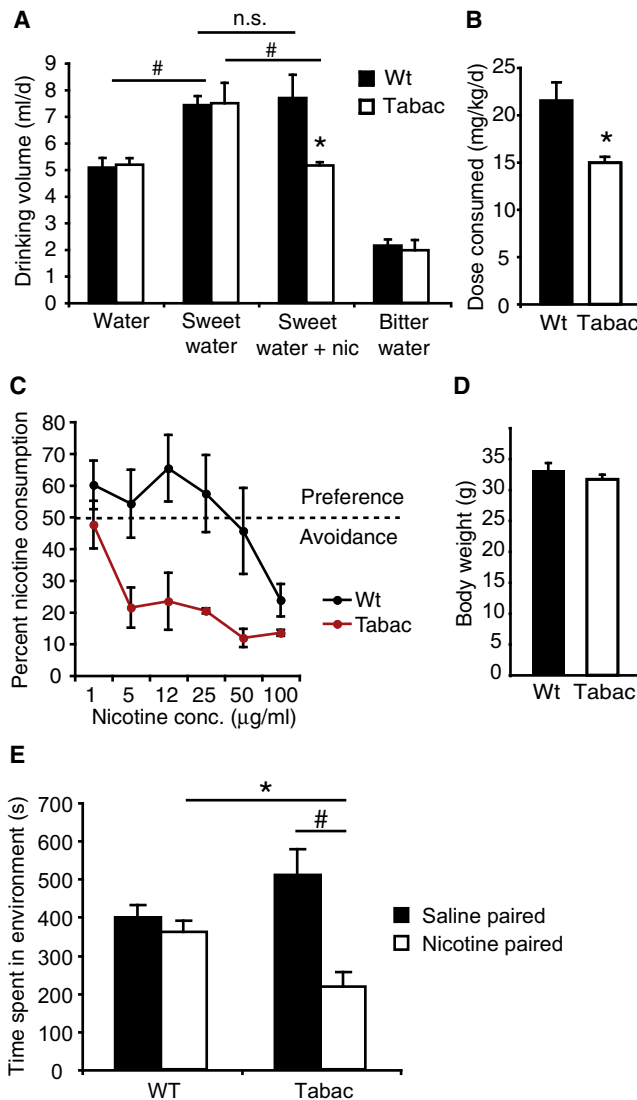 A
n.s.
#
#
Wt
Tabac
*
Drinking volume (ml/d)
9
8
7
6
5
4
3
2
1
0
Water
Sweet water
Sweet water + nic
Bitter water
B
Dose consumed (mg/kg/d)
25
20
15
10
5
0
*
Wt Tabac
C
Percent nicotine consumption
80
70
60
50
40
30
20
10
0
Preference
Avoidance
Wt
Tabac
1 5 12 25 50 100
Nicotine conc. (μg/ml)
D
Body weight (g)
35
30
25
20
15
10
5
0
Wt Tabac
E
*
#
Time spent in environment (s)
700
600
500
400
300
200
100
0
Saline paired
Nicotine paired
WT Tabac